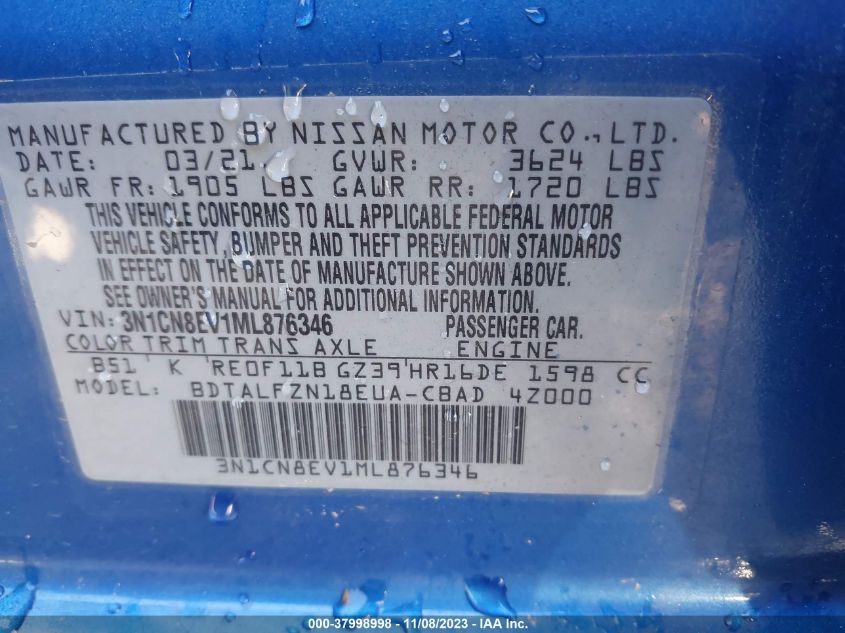 MANUFACTURED BY NISSAN MOTOR CO., LTD.
DATE: 03/21 GVWR: 3624 LBS
GAWR FR: 1905 LBS GAWR RR: 1720 LBS
THIS VEHICLE CONFORMS TO ALL APPLICABLE FEDERAL MOTOR
VEHICLE SAFETY, BUMPER AND THEFT PREVENTION STANDARDS
IN EFFECT ON THE DATE OF MANUFACTURE SHOWN ABOVE.
SEE OWNER'S MANUAL FOR ADDITIONAL INFORMATION.
VIN: 3N1CN8EV1ML876346 PASSENGER CAR.
COLOR TRIM TRANS AXLE ENGINE
B51 K RE0F11B GZ39 HR16DE 1598 CC
MODEL: BDTALFZN18EUA-CBAD 4Z000
3N1CN8EV1ML876346
000-37998998 - 11/08/2023 - IAA Inc.